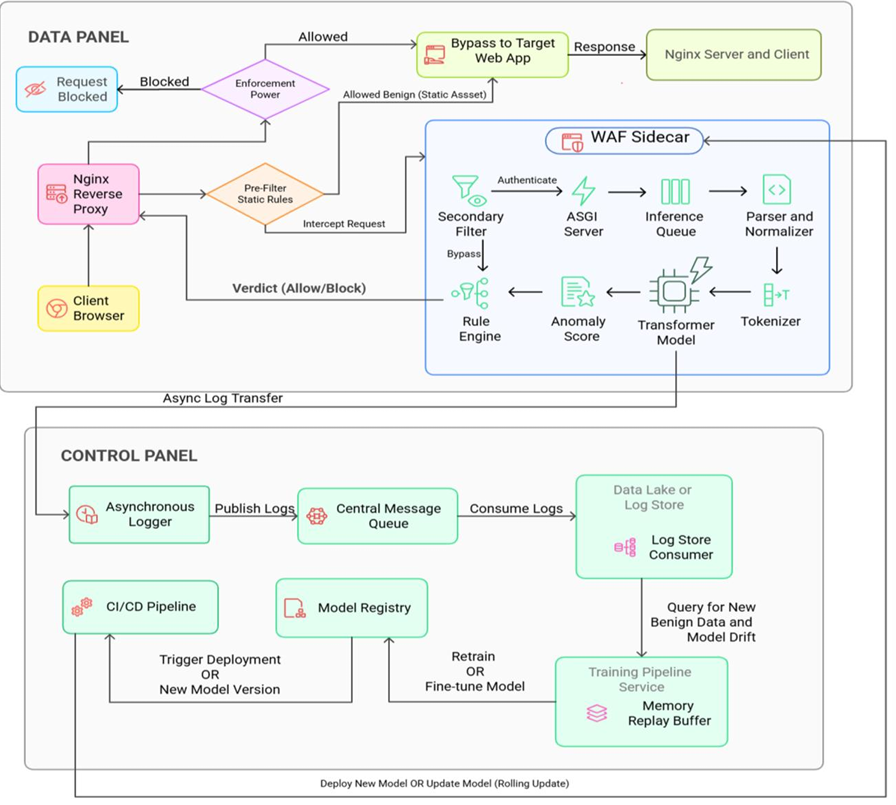 DATA PANEL
Allowed
Bypass to Target
Web App
Response
Nginx Server and Client
Request
Blocked
Blocked
Enforcement
Power
Allowed Benign (Static Assset)
WAF Sidecar
Nginx
Reverse
Proxy
Pre-Filter
Static Rules
Intercept Request
Authenticate
Secondary
Filter
ASGI
Server
Inference
Queue
Parser and
Normalizer
Bypass
Verdict (Allow/Block)
Client
Browser
Rule
Engine
Anomaly
Score
Transformer
Model
T
Tokenizer
Async Log Transfer
CONTROL PANEL
Asynchronous
Logger
Publish Logs
Central Message
Queue
Consume Logs
Data Lake or
Log Store
Log Store
Consumer
CI/CD Pipeline
Model Registry
Query for New
Benign Data and
Model Drift
Trigger Deployment
OR
New Model Version
Retrain
OR
Fine-tune Model
Training Pipeline
Service
Memory
Replay Buffer
Deploy New Model OR Update Model (Rolling Update)